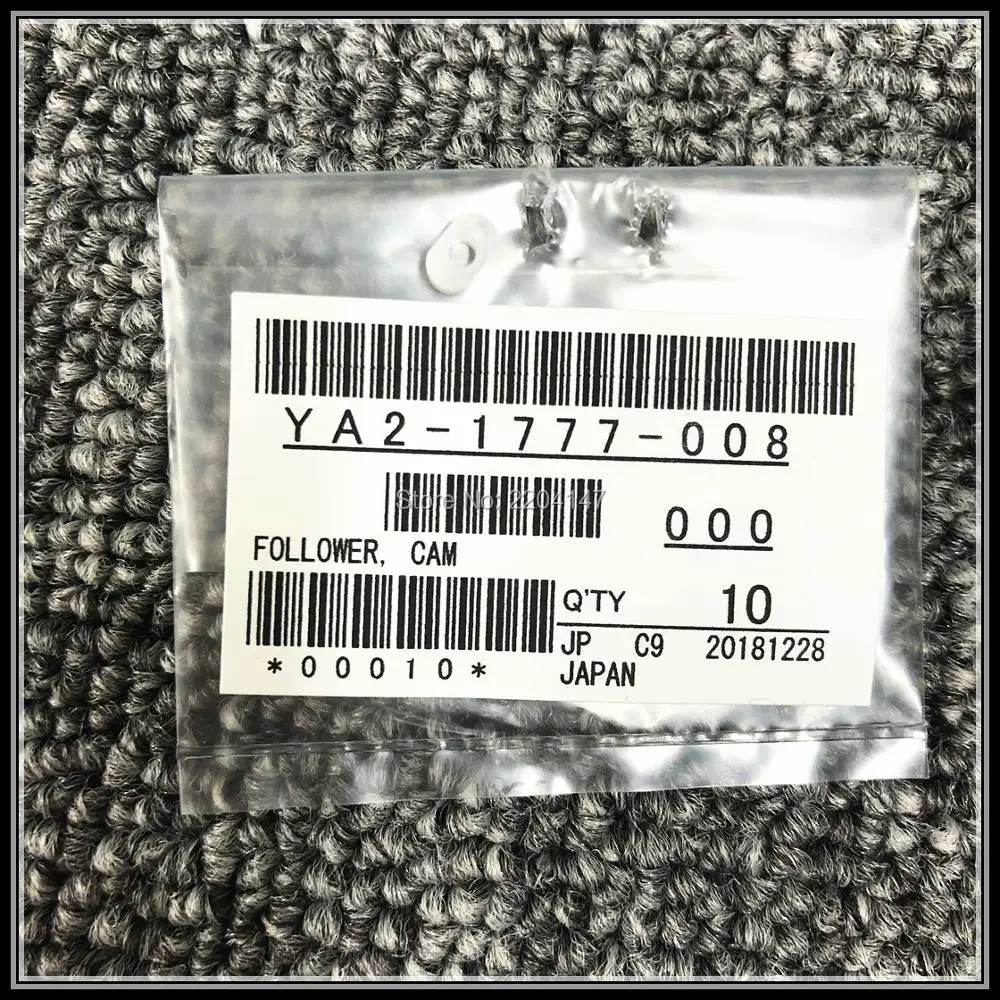 YA2-1777-008
Store No: 2204147
000
FOLLOWER, CAM
Q'TY 10
JP C9 20181228
*00010* JAPAN